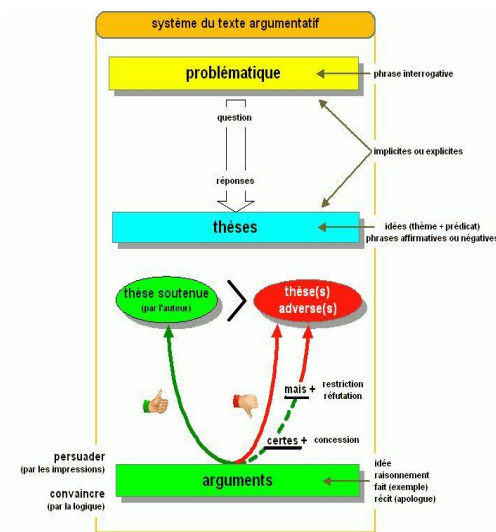 système du texte argumentatif
problématique
phrase interrogative
question
implicites ou explicites
réponses
thèses
idées (thème + prédicat)
phrases affirmatives ou négatives
thèse soutenue
(par l'auteur)
>
thèse(s)
adverse(s)
mais + restriction
réfutation
certes + concession
persuader
(par les impressions)
convaincre
(par la logique)
arguments
idée
raisonnement
fait (exemple)
récit (apologue)